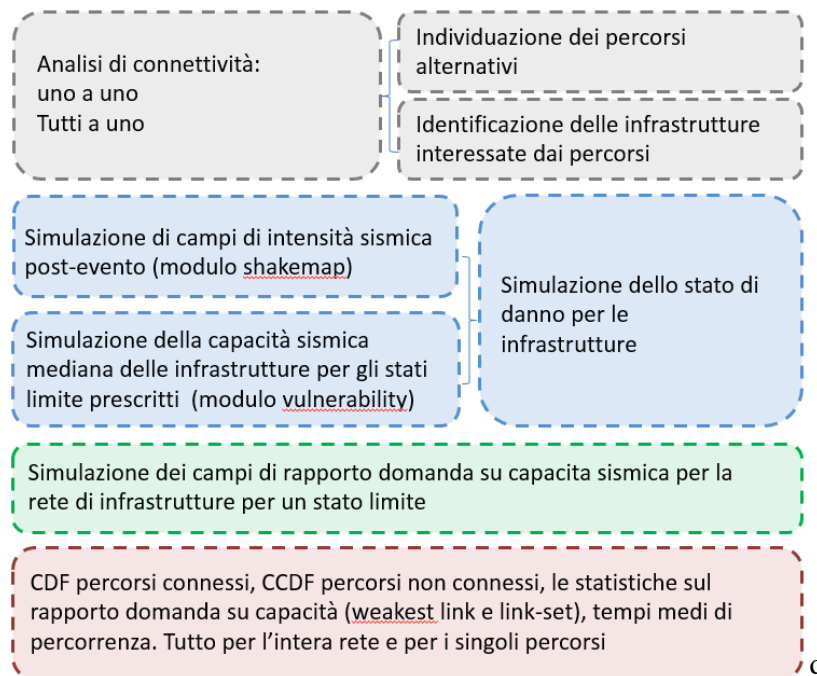 Analisi di connettività:
uno a uno
Tutti a uno
Individuazione dei percorsi
alternativi
Identificazione delle infrastrutture
interessate dai percorsi
Simulazione di campi di intensità sismica
post-evento (modulo shakemap)
Simulazione della capacità sismica
mediana delle infrastrutture per gli stati
limite prescritti  (modulo vulnerability)
Simulazione dello stato di
danno per le
infrastrutture
Simulazione dei campi di rapporto domanda su capacita sismica per la
rete di infrastrutture per un stato limite
CDF percorsi connessi, CCDF percorsi non connessi, le statistiche sul
rapporto domanda su capacità (weakest link e link-set), tempi medi di
percorrenza. Tutto per l'intera rete e per i singoli percorsi